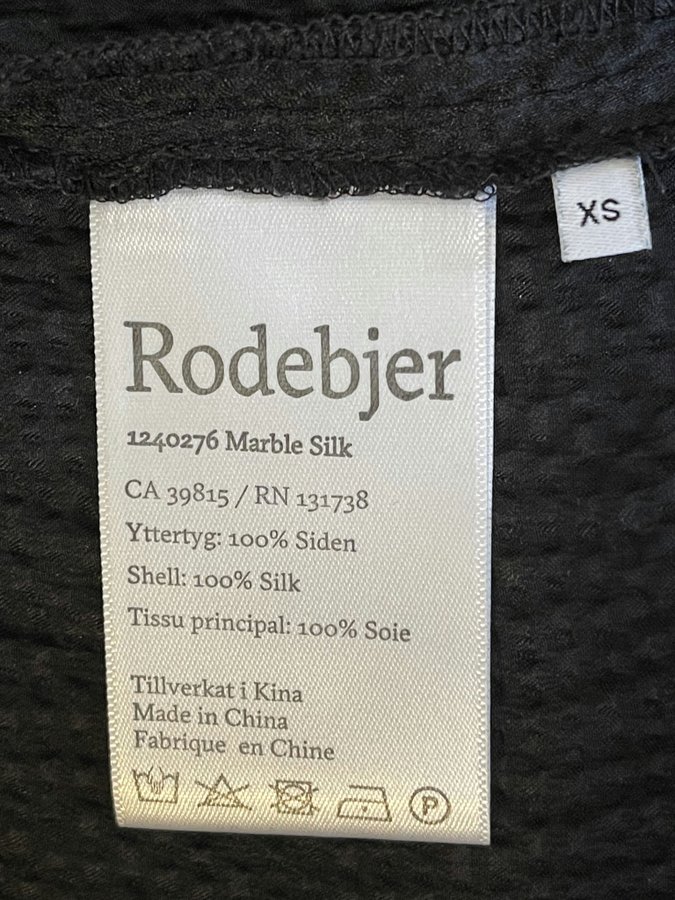 XS
Rodebjer
1240276 Marble Silk
CA 39815 / RN 131738
Yttertyg: 100% Siden
Shell: 100% Silk
Tissu principal: 100% Soie
Tillverkat i Kina
Made in China
Fabrique en Chine
P